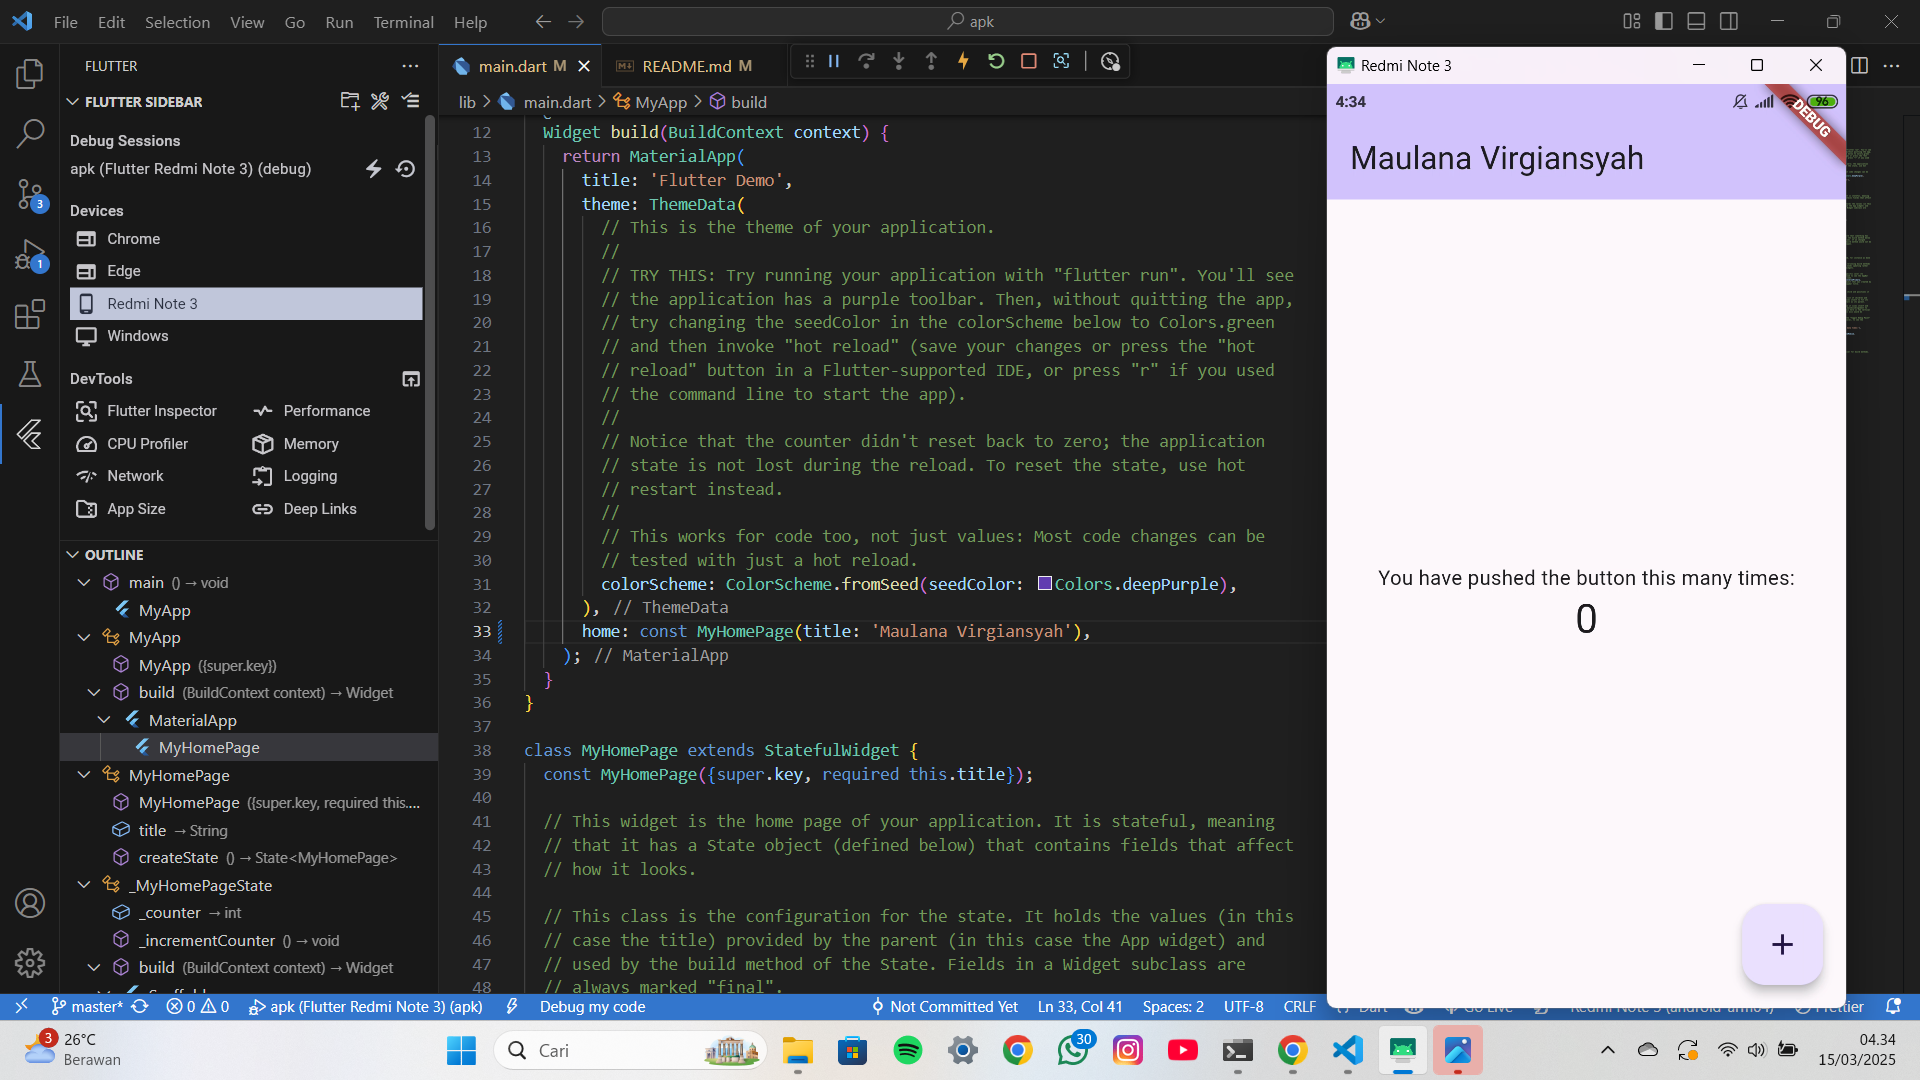 File Edit Selection View Go Run Terminal Help
apk
FLUTTER
FLUTTER SIDEBAR
Debug Sessions
apk (Flutter Redmi Note 3) (debug)
Devices
Chrome
Edge
Redmi Note 3
Windows
DevTools
Flutter Inspector Performance
CPU Profiler Memory
Network Logging
App Size Deep Links
OUTLINE
main () → void
MyApp
MyApp
MyApp ({super.key})
build (BuildContext context) → Widget
MaterialApp
MyHomePage
MyHomePage
MyHomePage ({super.key, required this....
title → String
createState () → State<MyHomePage>
_MyHomePageState
_counter → int
_incrementCounter () → void
build (BuildContext context) → Widget
3
1
main.dart M
README.md M
lib > main.dart > MyApp > build
12 Widget build(BuildContext context) {
13 return MaterialApp(
14 title: 'Flutter Demo',
15 theme: ThemeData(
16 // This is the theme of your application.
17 //
18 // TRY THIS: Try running your application with "flutter run". You'll see
19 // the application has a purple toolbar. Then, without quitting the app,
20 // try changing the seedColor in the colorScheme below to Colors.green
21 // and then invoke "hot reload" (save your changes or press the "hot
22 // reload" button in a Flutter-supported IDE, or press "r" if you used
23 // the command line to start the app).
24 //
25 // Notice that the counter didn't reset back to zero; the application
26 // state is not lost during the reload. To reset the state, use hot
27 // restart instead.
28 //
29 // This works for code too, not just values: Most code changes can be
30 // tested with just a hot reload.
31 colorScheme: ColorScheme.fromSeed(seedColor: Colors.deepPurple),
32 ), // ThemeData
33 home: const MyHomePage(title: 'Maulana Virgiansyah'),
34 ); // MaterialApp
35 }
36 }
37
38 class MyHomePage extends StatefulWidget {
39 const MyHomePage({super.key, required this.title});
40
41 // This widget is the home page of your application. It is stateful, meaning
42 // that it has a State object (defined below) that contains fields that affect
43 // how it looks.
44
45 // This class is the configuration for the state. It holds the values (in this
46 // case the title) provided by the parent (in this case the App widget) and
47 // used by the build method of the State. Fields in a Widget subclass are
48 // always marked "final".
Redmi Note 3
4:34
96
DEBUG
Maulana Virgiansyah
You have pushed the button this many times:
0
+
master* 0 0 apk (Flutter Redmi Note 3) (apk) Debug my code Not Committed Yet Ln 33, Col 41 Spaces: 2 UTF-8 CRLF
3
26°C
Berawan
Cari
30
04.34
15/03/2025